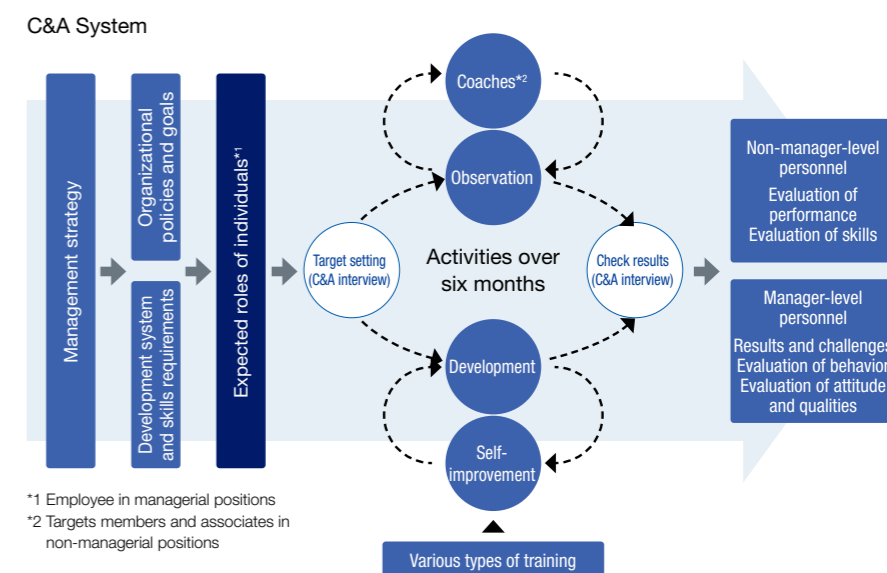 C&A System
Management strategy
Organizational
policies and goals
Development system
and skills requirements
Expected roles of individuals*1
Target setting
(C&A interview)
Coaches*2
Observation
Activities over
six months
Development
Self-
improvement
Various types of training
Check results
(C&A interview)
Non-manager-level
personnel
Evaluation of
performance
Evaluation of skills
Manager-level
personnel
Results and challenges
Evaluation of behavior
Evaluation of attitude
and qualities
*1 Employee in managerial positions
*2 Targets members and associates in
non-managerial positions